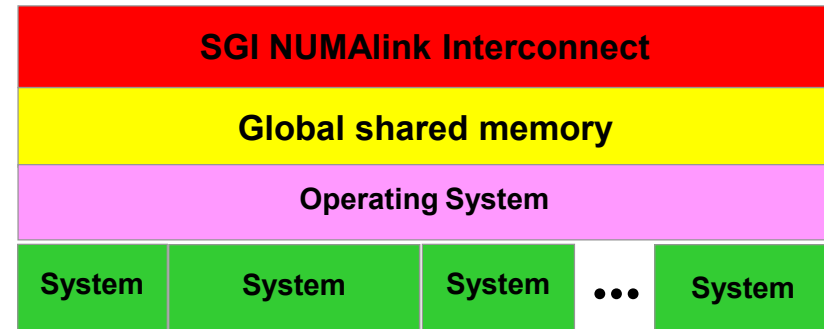 SGI NUMAlink Interconnect
Global shared memory
Operating System
System System System ... System